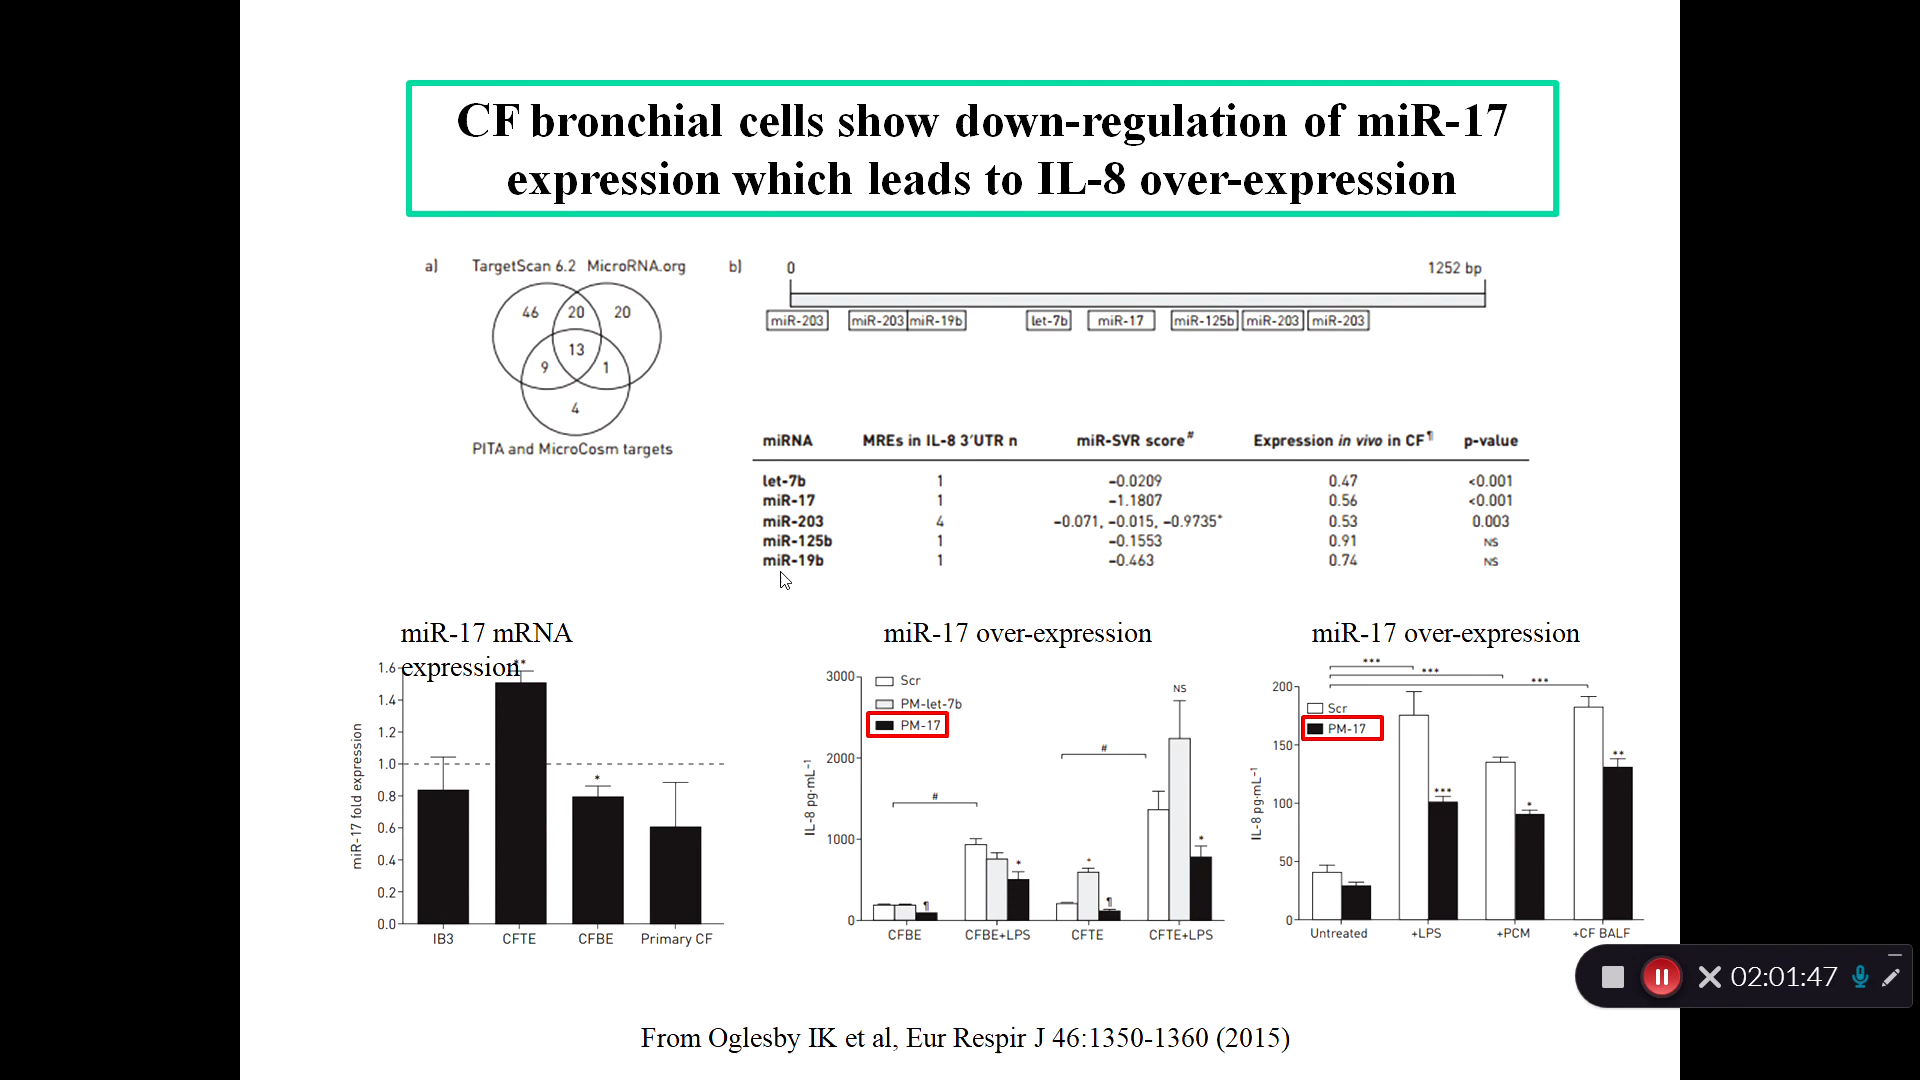 CF bronchial cells show down-regulation of miR-17
expression which leads to IL-8 over-expression
a)
TargetScan 6.2 MicroRNA.org
46
20
20
13
9
1
4
PITA and MicroCosm targets
b)
0
1252 bp
miR-203
miR-203
miR-19b
let-7b
miR-17
miR-125b
miR-203
miR-203
miRNA MREs in IL-8 3′UTR n miR-SVR score# Expression in vivo in CF¶ p-value
let-7b 1 −0.0209 0.47 <0.001
miR-17 1 −1.1807 0.56 <0.001
miR-203 4 −0.071, −0.015, −0.9735* 0.53 0.003
miR-125b 1 −0.1553 0.91 NS
miR-19b 1 −0.463 0.74 NS
miR-17 mRNA
expression
miR-17 fold expression
1.6
1.4
1.2
1.0
0.8
0.6
0.4
0.2
0.0
**
*
IB3 CFTE CFBE Primary CF
miR-17 over-expression
IL-8 pg·mL−1
3000
2000
1000
0
Scr
PM-let-7b
PM-17
#
¶
*
#
*
¶
NS
*
CFBE CFBE+LPS CFTE CFTE+LPS
miR-17 over-expression
IL-8 pg·mL−1
200
150
100
50
0
Scr
PM-17
***
***
***
***
*
**
Untreated +LPS +PCM +CF BALF
02:01:47
From Oglesby IK et al, Eur Respir J 46:1350-1360 (2015)